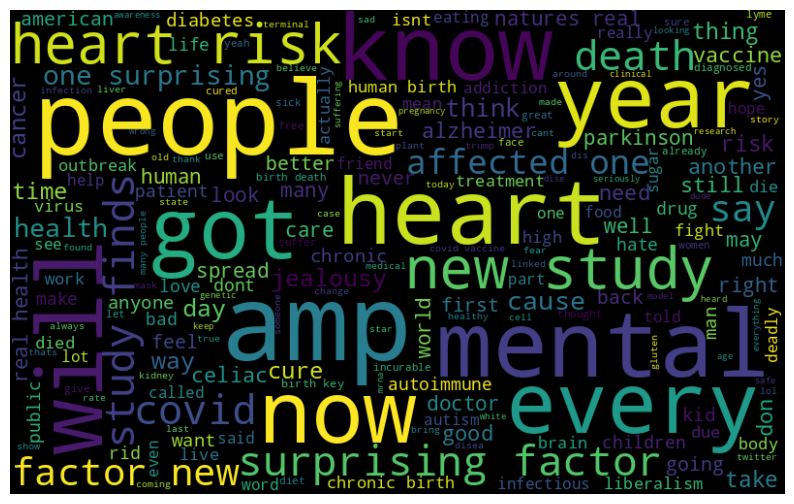 american awareness terminal diabetes isnt eating natures real sad sure lyme
heart risk yeah life really looking know death thing
infection liver cured believe vaccine around clinical diagnosed
one surprising human birth addiction yes
cancer people sick actually suffering pregnancy start mean think made great cant hope year story
wrong free alzheimer face research
outbreak old thank use plant trump parkinson already risk
better friend affected one sugar another
time help human birth death never today treatment seriously still die
virus patient look many state heart need one food drug dude
health see found case care suffer high well fight say
many people got chronic covid vaccine fear women hate may
work spread medical new study linked much
real health make mask love dont jealousy part cause back right
will anyone genetic change first cell told man
study finds always let day keep amp someone healthy thought model heard everything
died bad feel true star world mental deadly
thats lot way cure incurable gluten age
public give kidney celiac birth key mrna autoimmune every
rate called doctor kid safe
covid now autism white due lol don
last want said good disea brain children body
show even rid live bring going twitter
factor new coming word diet surprising factor infectious liberalism take
chronic birth